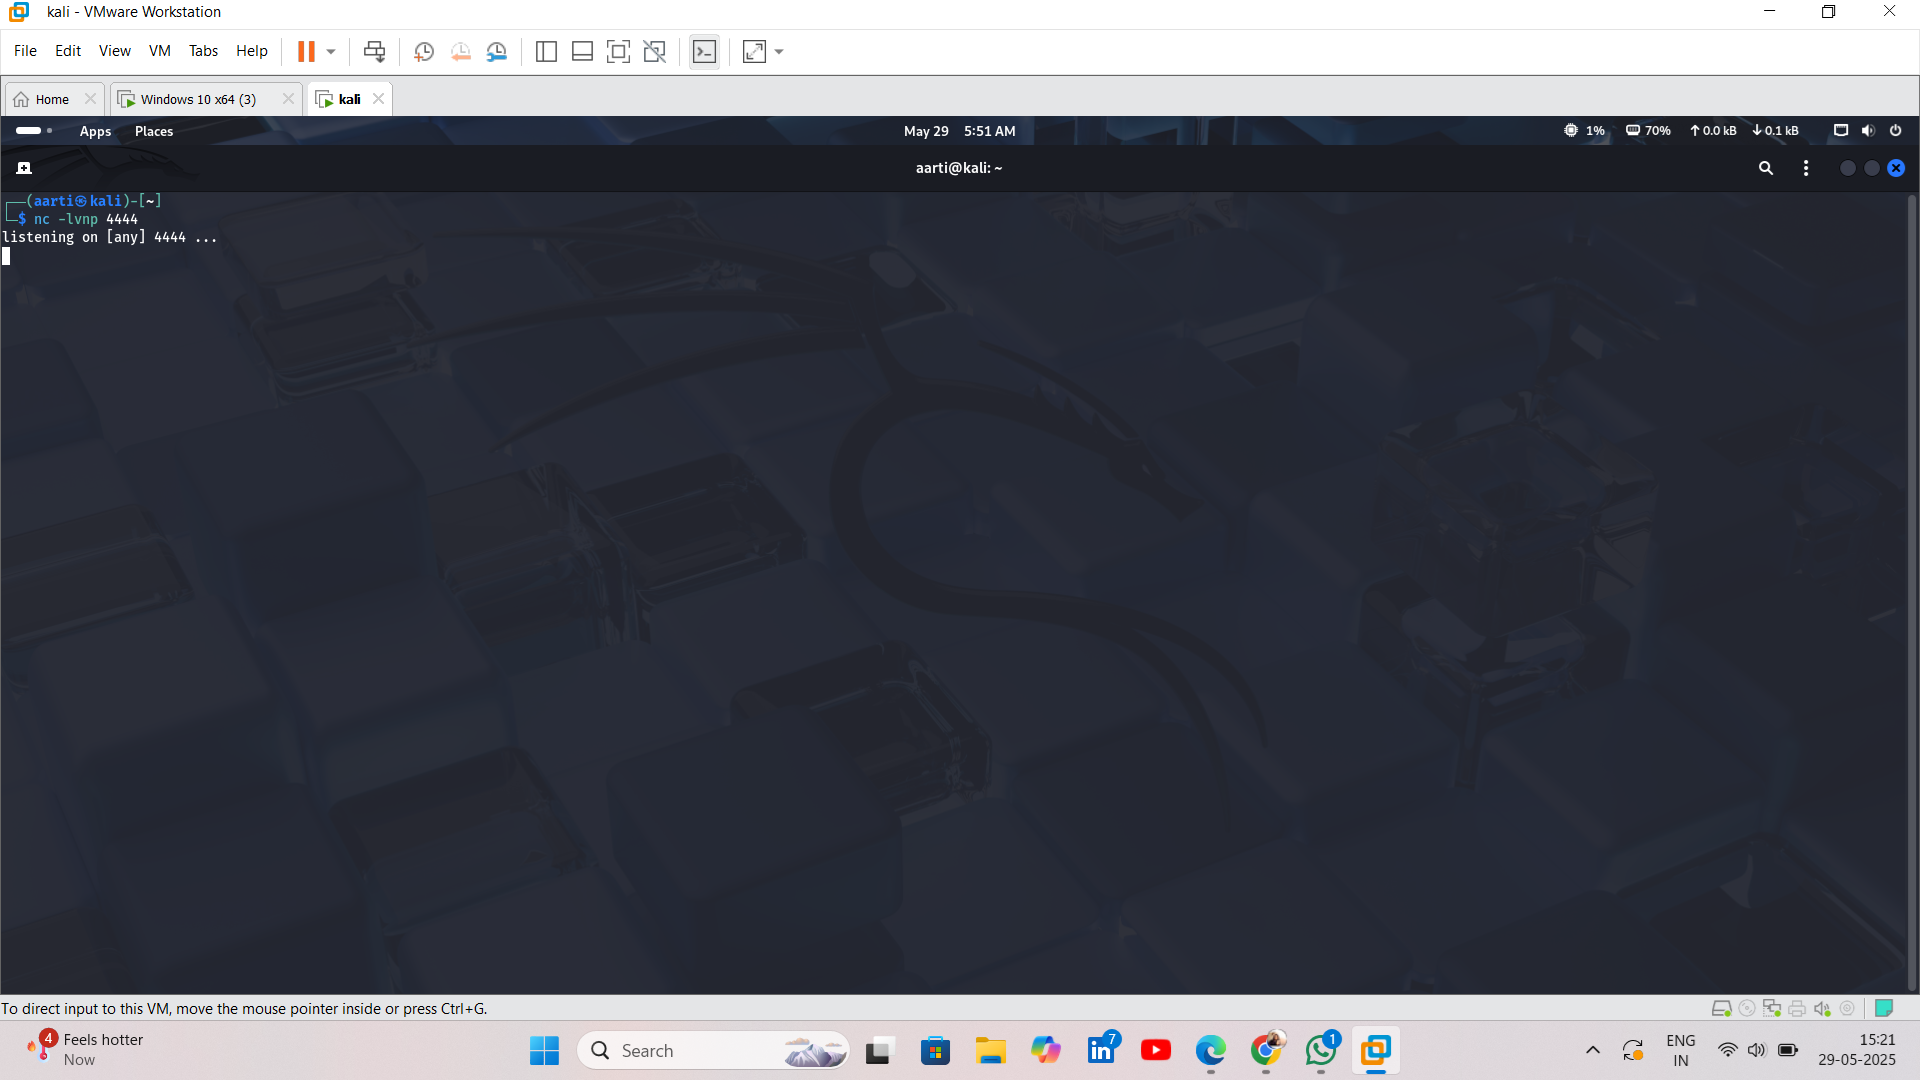 kali - VMware Workstation
File Edit View VM Tabs Help
Home Windows 10 x64 (3) kali
Apps Places May 29 5:51 AM 1% 70% 0.0 kB 0.1 kB
aarti@kali: ~
┌──(aarti㉿kali)-[~]
└─$ nc -lvnp 4444
listening on [any] 4444 ...
To direct input to this VM, move the mouse pointer inside or press Ctrl+G.
4 Feels hotter
Now
Search
7
1
ENG
IN
15:21
29-05-2025